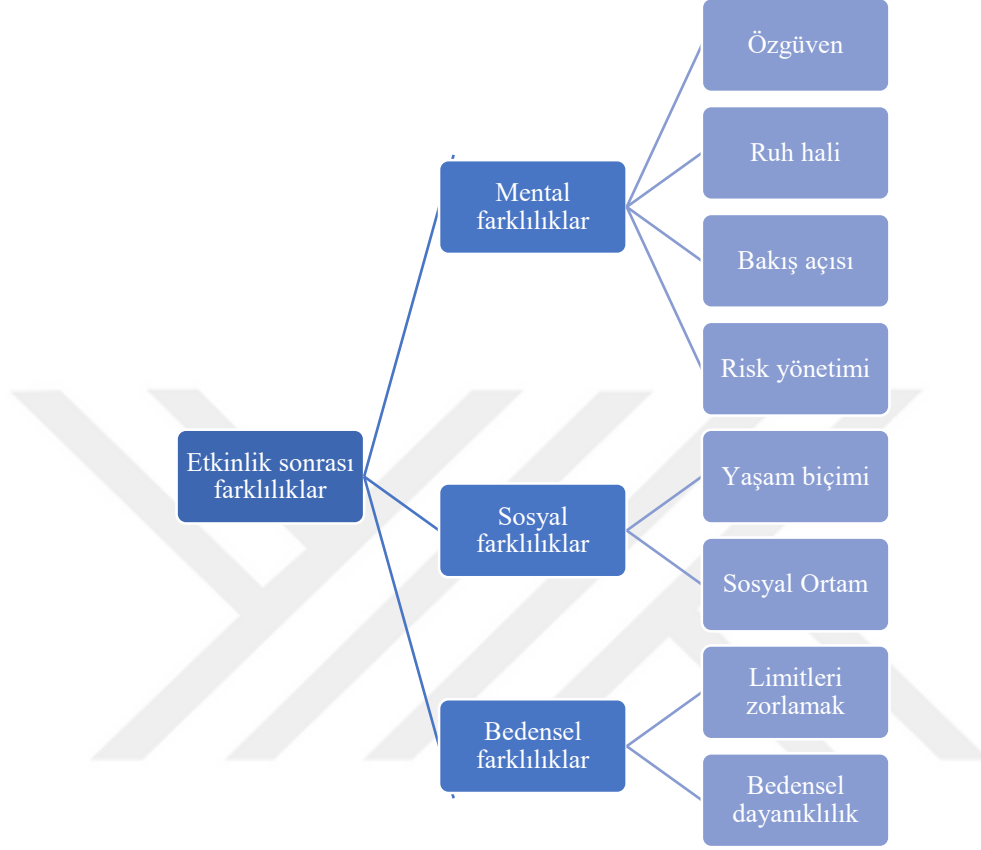 Etkinlik sonrası
farklılıklar
Mental
farklılıklar
Özgüven
Ruh hali
Bakış açısı
Risk yönetimi
Sosyal
farklılıklar
Yaşam biçimi
Sosyal Ortam
Bedensel
farklılıklar
Limitleri
zorlamak
Bedensel
dayanıklılık